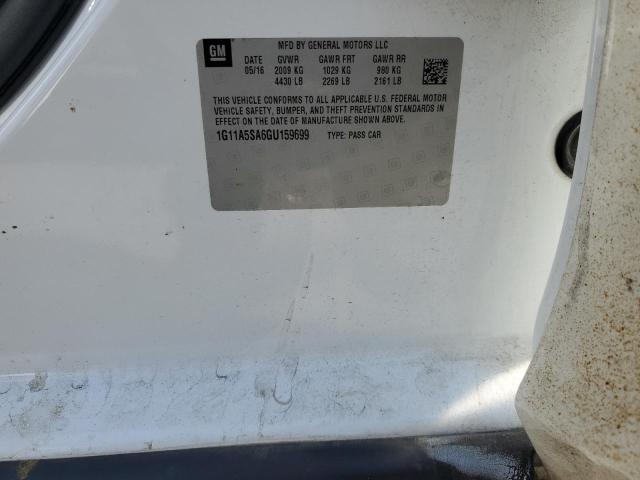 GM
MFD BY GENERAL MOTORS LLC
DATE GVWR GAWR FRT GAWR RR
05/16 2009 KG 1029 KG 980 KG
4430 LB 2269 LB 2161 LB
THIS VEHICLE CONFORMS TO ALL APPLICABLE U.S. FEDERAL MOTOR
VEHICLE SAFETY, BUMPER, AND THEFT PREVENTION STANDARDS
IN EFFECT ON THE DATE OF MANUFACTURE SHOWN ABOVE.
1G11A5SA6GU159699 TYPE: PASS CAR